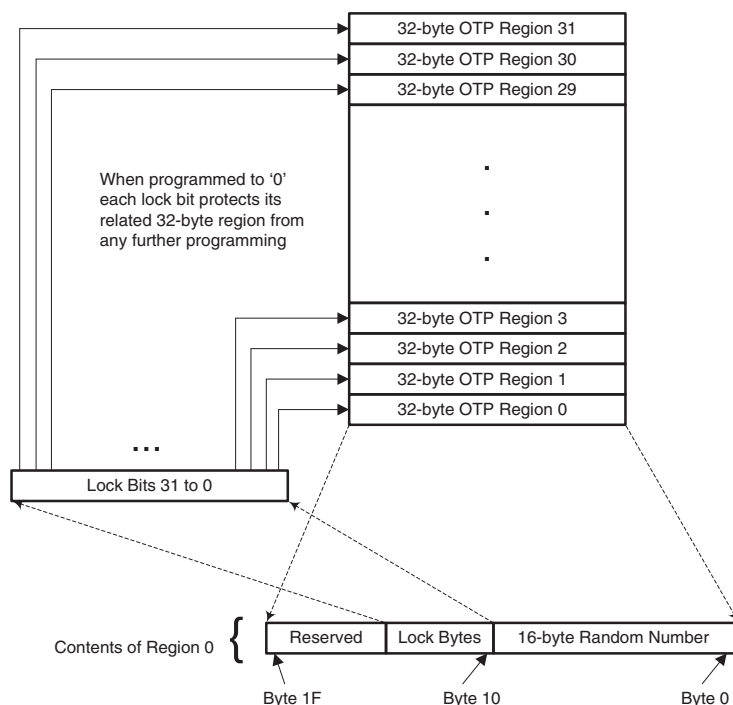 32-byte OTP Region 31
32-byte OTP Region 30
32-byte OTP Region 29
When programmed to ‘0’
each lock bit protects its
related 32-byte region from
any further programming
.
.
.
32-byte OTP Region 3
32-byte OTP Region 2
32-byte OTP Region 1
32-byte OTP Region 0
...
Lock Bits 31 to 0
Contents of Region 0 {
Reserved
Lock Bytes
16-byte Random Number
Byte 1F
Byte 10
Byte 0